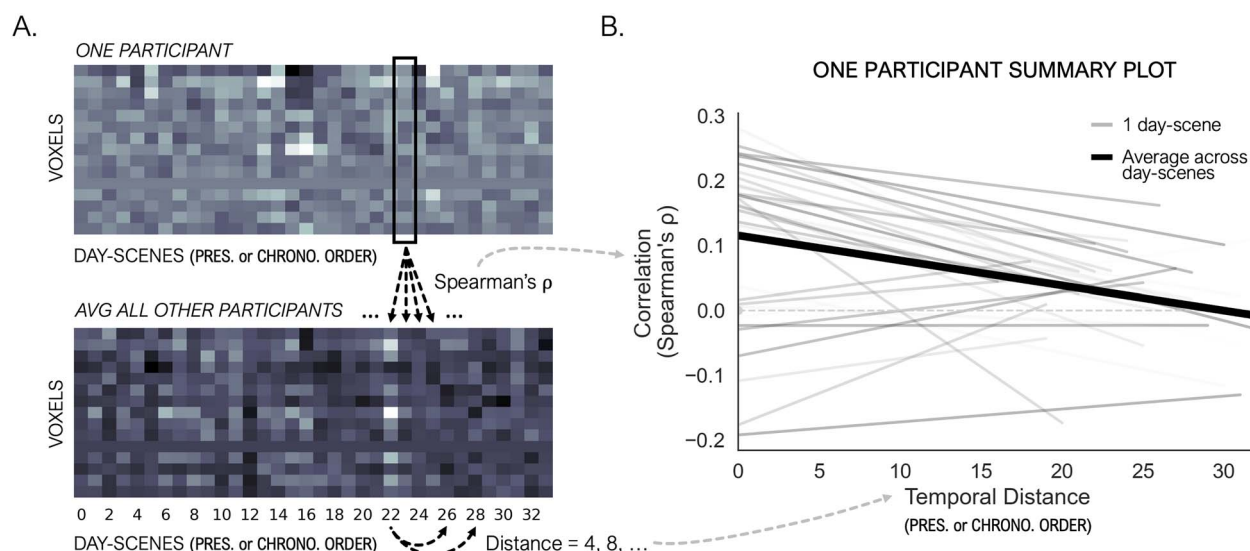 A.
ONE PARTICIPANT
VOXELS
DAY-SCENES (PRES. or CHRONO. ORDER)
Spearman's ρ
AVG ALL OTHER PARTICIPANTS
... ...
VOXELS
0 2 4 6 8 10 12 14 16 18 20 22 24 26 28 30 32
DAY-SCENES (PRES. or CHRONO. ORDER)
Distance = 4, 8, ...
B.
ONE PARTICIPANT SUMMARY PLOT
1 day-scene
Average across
day-scenes
Correlation
(Spearman's ρ)
0.3
0.2
0.1
0.0
−0.1
−0.2
0 5 10 15 20 25 30
Temporal Distance
(PRES. or CHRONO. ORDER)